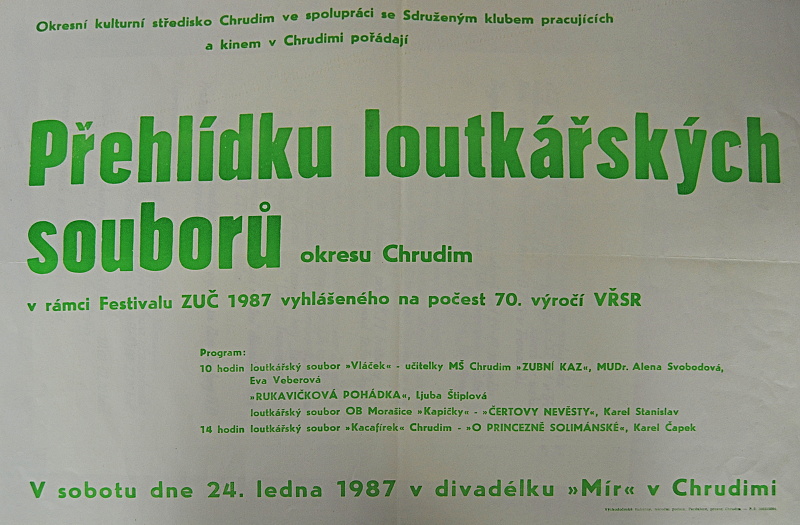 Okresní kulturní středisko Chrudim ve spolupráci se Sdruženým klubem pracujících
a kinem v Chrudimi pořádají
Přehlídku loutkářských
souborů okresu Chrudim
v rámci Festivalu ZUČ 1987 vyhlášeného na počest 70. výročí VŘSR
Program:
10 hodin loutkářský soubor »Vláček« - učitelky MŠ Chrudim »ZUBNÍ KAZ«, MUDr. Alena Svobodová,
Eva Veberová
»RUKAVIČKOVÁ POHÁDKA«, Ljuba Štiplová
loutkářský soubor OB Morašice »Kapičky« - »ČERTOVY NEVĚSTY«, Karel Stanislav
14 hodin loutkářský soubor »Kacafírek« Chrudim - »O PRINCEZNĚ SOLIMÁNSKÉ«, Karel Čapek
V sobotu dne 24. ledna 1987 v divadélku »Mír« v Chrudimi